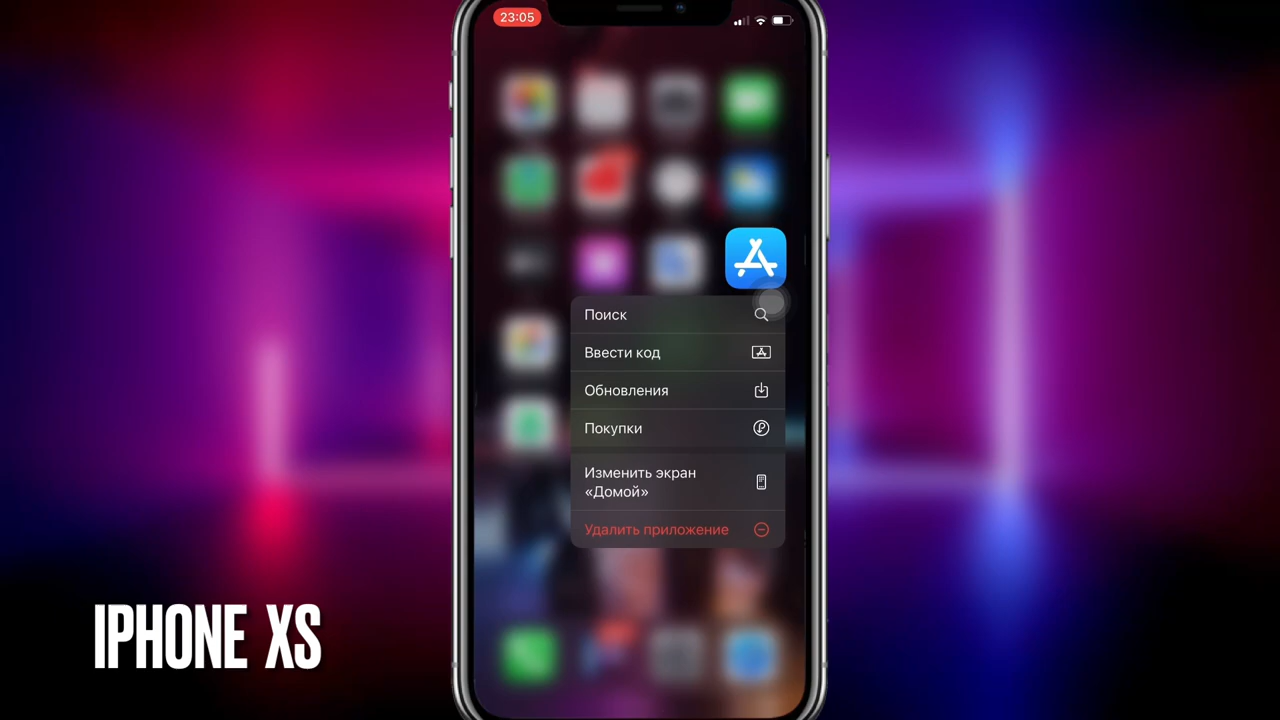 23:05
Поиск
Ввести код
Обновления
Покупки
Изменить экран
«Домой»
Удалить приложение
IPHONE XS